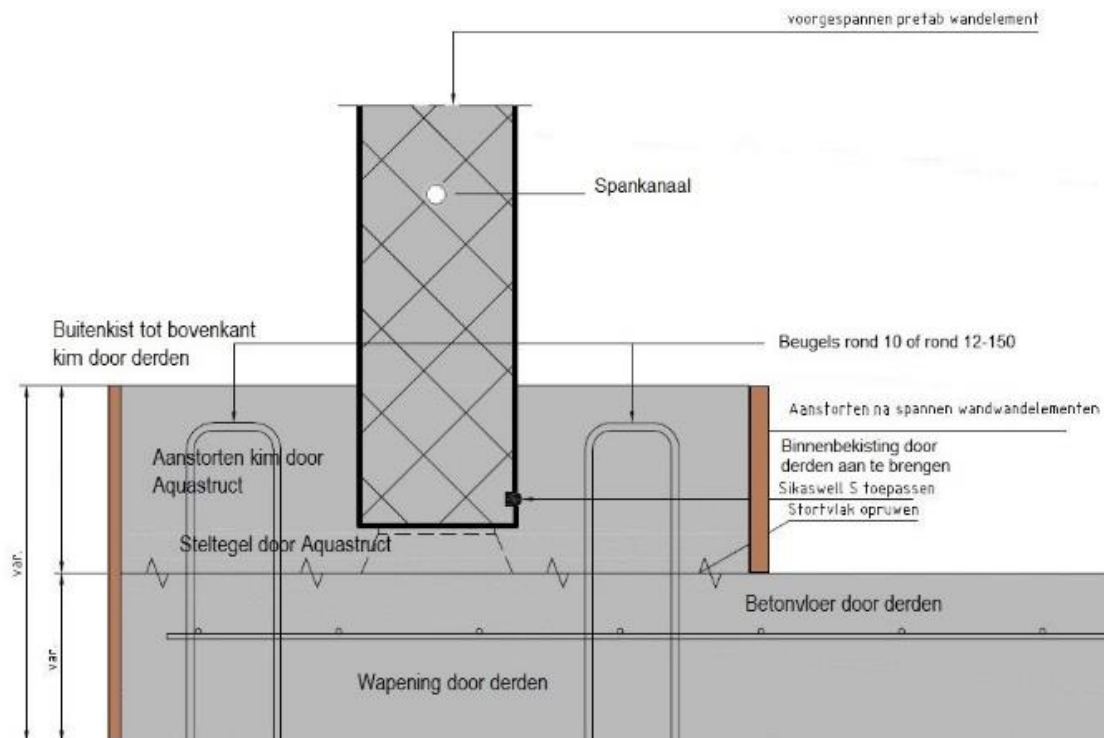 voorgespannen prefab wandelement
Spankanaal
Buitenkist tot bovenkant
kim door derden
Beugels rond 10 of rond 12-150
Aanstorten na spannen wandwandelementen
Binnenbekisting door
derden aan te brengen
Sikaswell S toepassen
Stortvlak opruwen
Aanstorten kim door
Aquastruct
Steltegel door Aquastruct
var.
Betonvloer door derden
var.
Wapening door derden